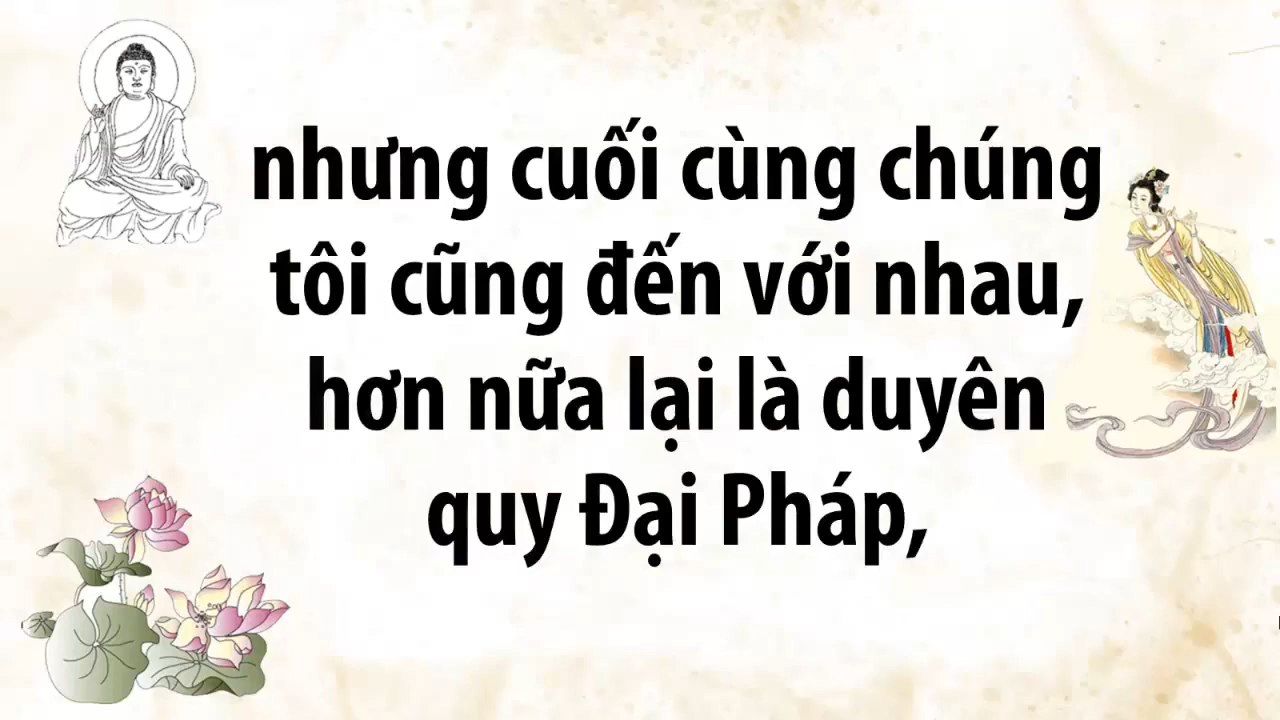 nhưng cuối cùng chúng
tôi cũng đến với nhau,
hơn nữa lại là duyên
quy Đại Pháp,